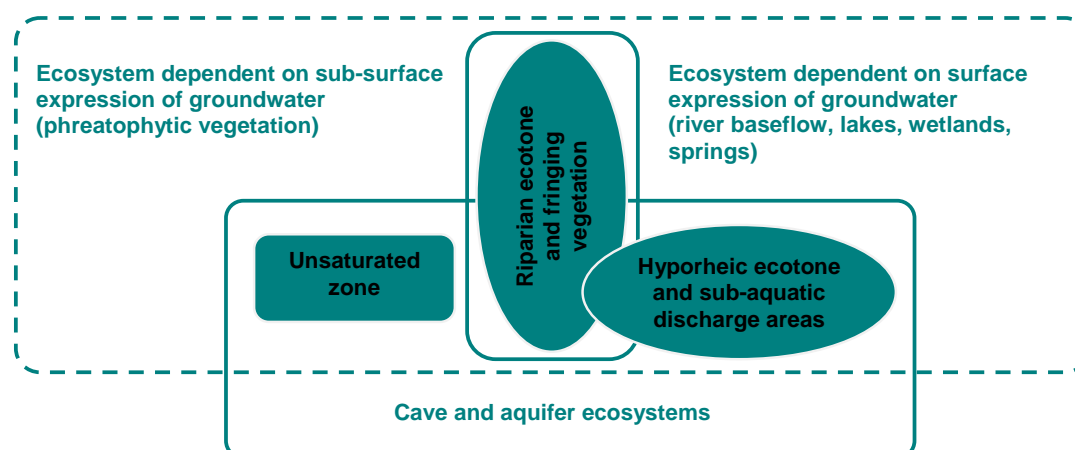 Ecosystem dependent on sub-surface
expression of groundwater
(phreatophytic vegetation)
Riparian ecotone
and fringing
vegetation
Ecosystem dependent on surface
expression of groundwater
(river baseflow, lakes, wetlands,
springs)
Unsaturated
zone
Hyporheic ecotone
and sub-aquatic
discharge areas
Cave and aquifer ecosystems